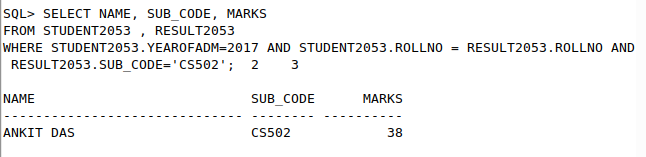 SQL> SELECT NAME, SUB_CODE, MARKS
FROM STUDENT2053 , RESULT2053
WHERE STUDENT2053.YEAROFADM=2017 AND STUDENT2053.ROLLNO = RESULT2053.ROLLNO AND
 RESULT2053.SUB_CODE='CS502';  2    3

NAME                           SUB_CODE      MARKS
------------------------------ -------- ----------
ANKIT DAS                      CS502            38